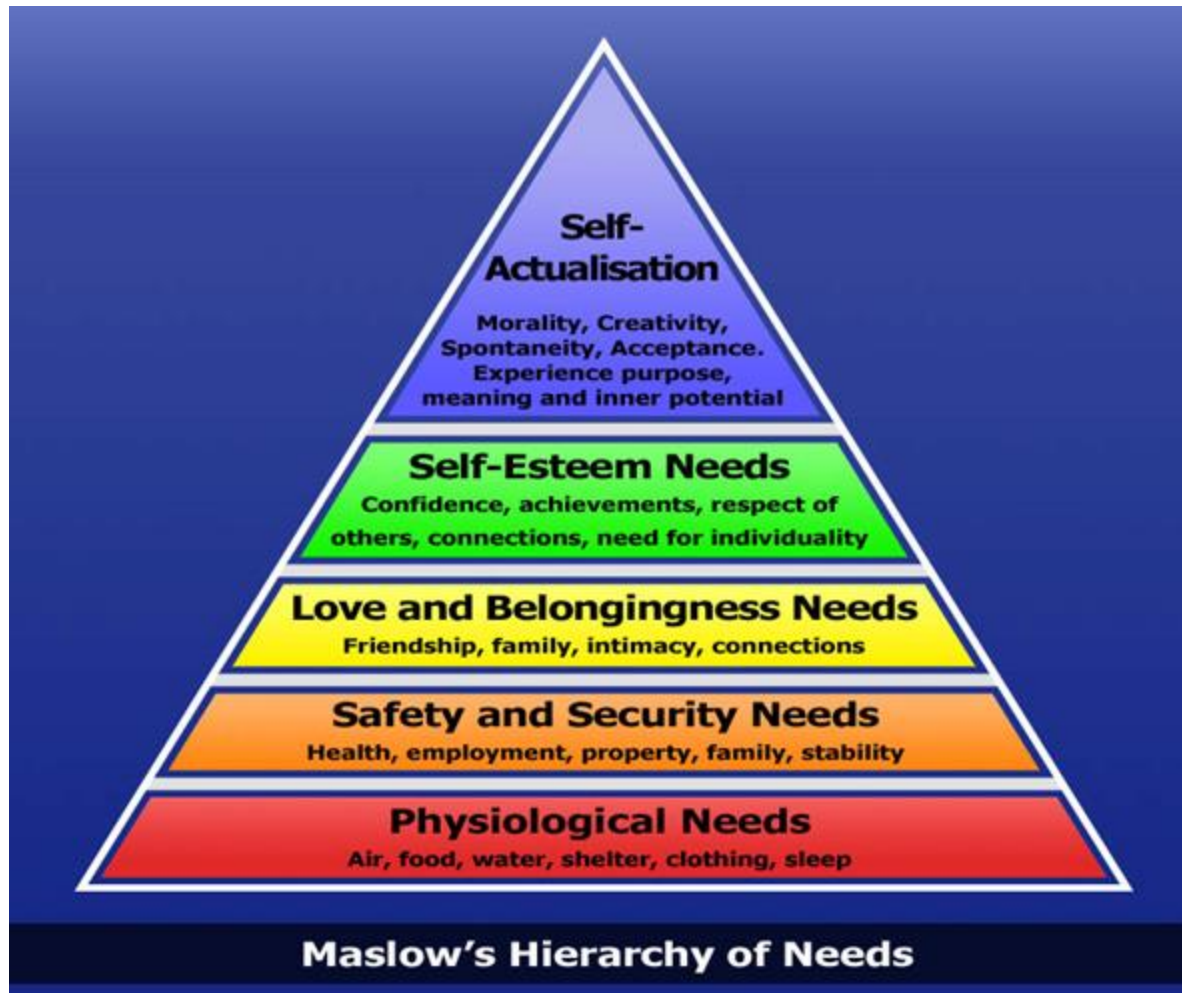 Self-
Actualisation
Morality, Creativity,
Spontaneity, Acceptance.
Experience purpose,
meaning and inner potential
Self-Esteem Needs
Confidence, achievements, respect of
others, connections, need for individuality
Love and Belongingness Needs
Friendship, family, intimacy, connections
Safety and Security Needs
Health, employment, property, family, stability
Physiological Needs
Air, food, water, shelter, clothing, sleep
Maslow’s Hierarchy of Needs